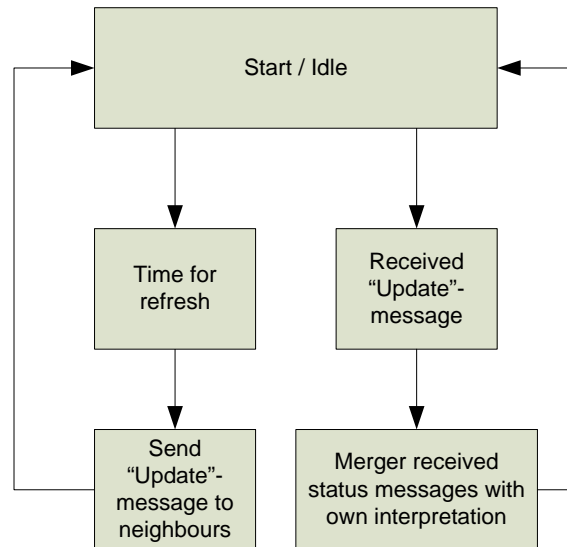 Start / Idle
Time for
refresh
Received
“Update”-
message
Send
“Update”-
message to
neighbours
Merger received
status messages with
own interpretation